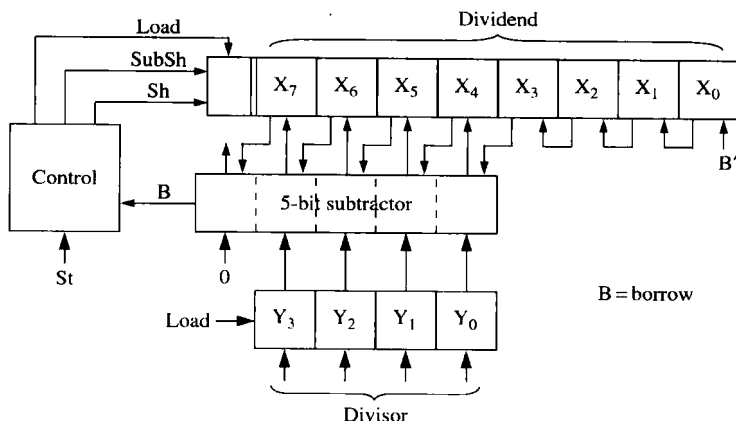 Dividend
Load
SubSh
Sh
X₇ X₆ X₅ X₄ X₃ X₂ X₁ X₀
B′
Control
B
5-bit subtractor
St
0
Load
Y₃ Y₂ Y₁ Y₀
B = borrow
Divisor